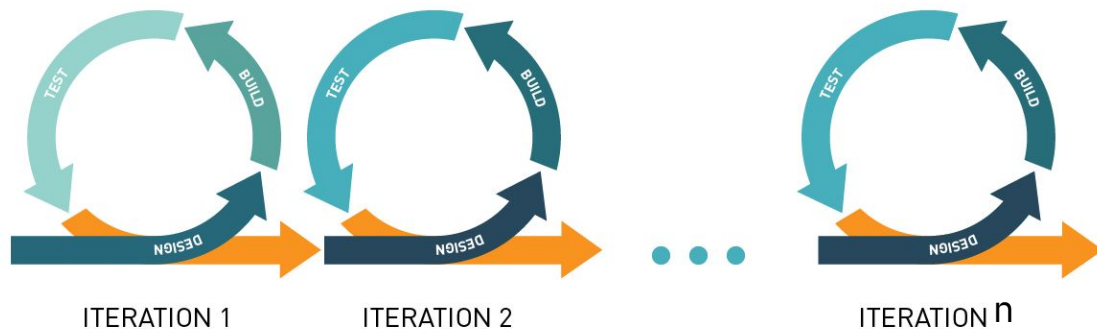 TEST
BUILD
DESIGN
TEST
BUILD
DESIGN
TEST
BUILD
DESIGN
ITERATION 1
ITERATION 2
ITERATION n